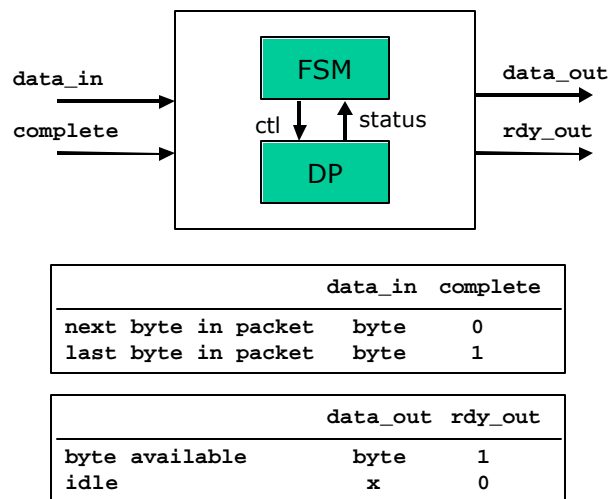 FSM
data_in
data_out
ctl
status
complete
rdy_out
DP
data_in complete
next byte in packet byte 0
last byte in packet byte 1
data_out rdy_out
byte available byte 1
idle x 0